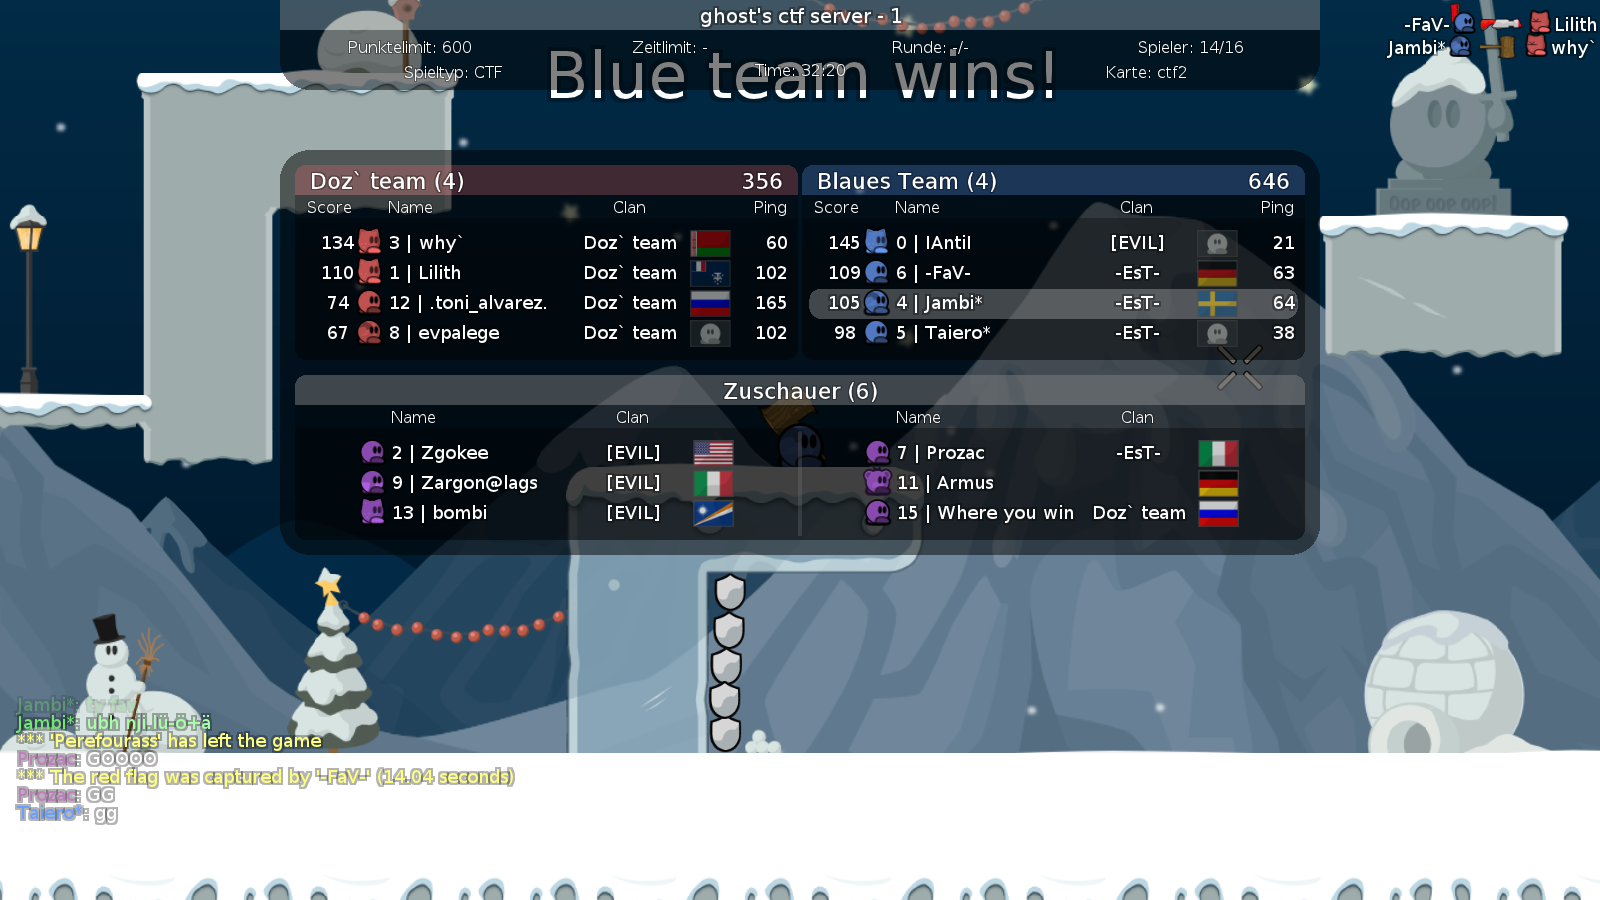 ghost's ctf server - 1
Punktelimit: 600 Zeitlimit: - Runde: -/- Spieler: 14/16
Spieltyp: CTF Time: 32:20 Karte: ctf2
Blue team wins!
-FaV- Lilith
Jambi* why`
Oop oop oop!
Doz` team (4) 356
Score Name Clan Ping
134 3 | why` Doz` team 60
110 1 | Lilith Doz` team 102
74 12 | .toni_alvarez. Doz` team 165
67 8 | evpalege Doz` team 102
Blaues Team (4) 646
Score Name Clan Ping
145 0 | IAntiI [EVIL] 21
109 6 | -FaV- -EsT- 63
105 4 | Jambi* -EsT- 64
98 5 | Taiero* -EsT- 38
Zuschauer (6)
Name Clan Name Clan
2 | Zgokee [EVIL] 7 | Prozac -EsT-
9 | Zargon@lags [EVIL] 11 | Armus
13 | bombi [EVIL] 15 | Where you win Doz` team
Jambi*:
Jambi*: ubh nji.lü-ö+ä
*** 'Perefourass' has left the game
Prozac: GOOOO
*** The red flag was captured by '-FaV-' (14.04 seconds)
Prozac: GG
Taiero*: gg